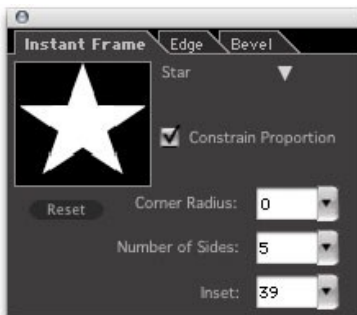 Instant Frame Edge Bevel
Star
Constrain Proportion
Reset Corner Radius: 0
Number of Sides: 5
Inset: 39